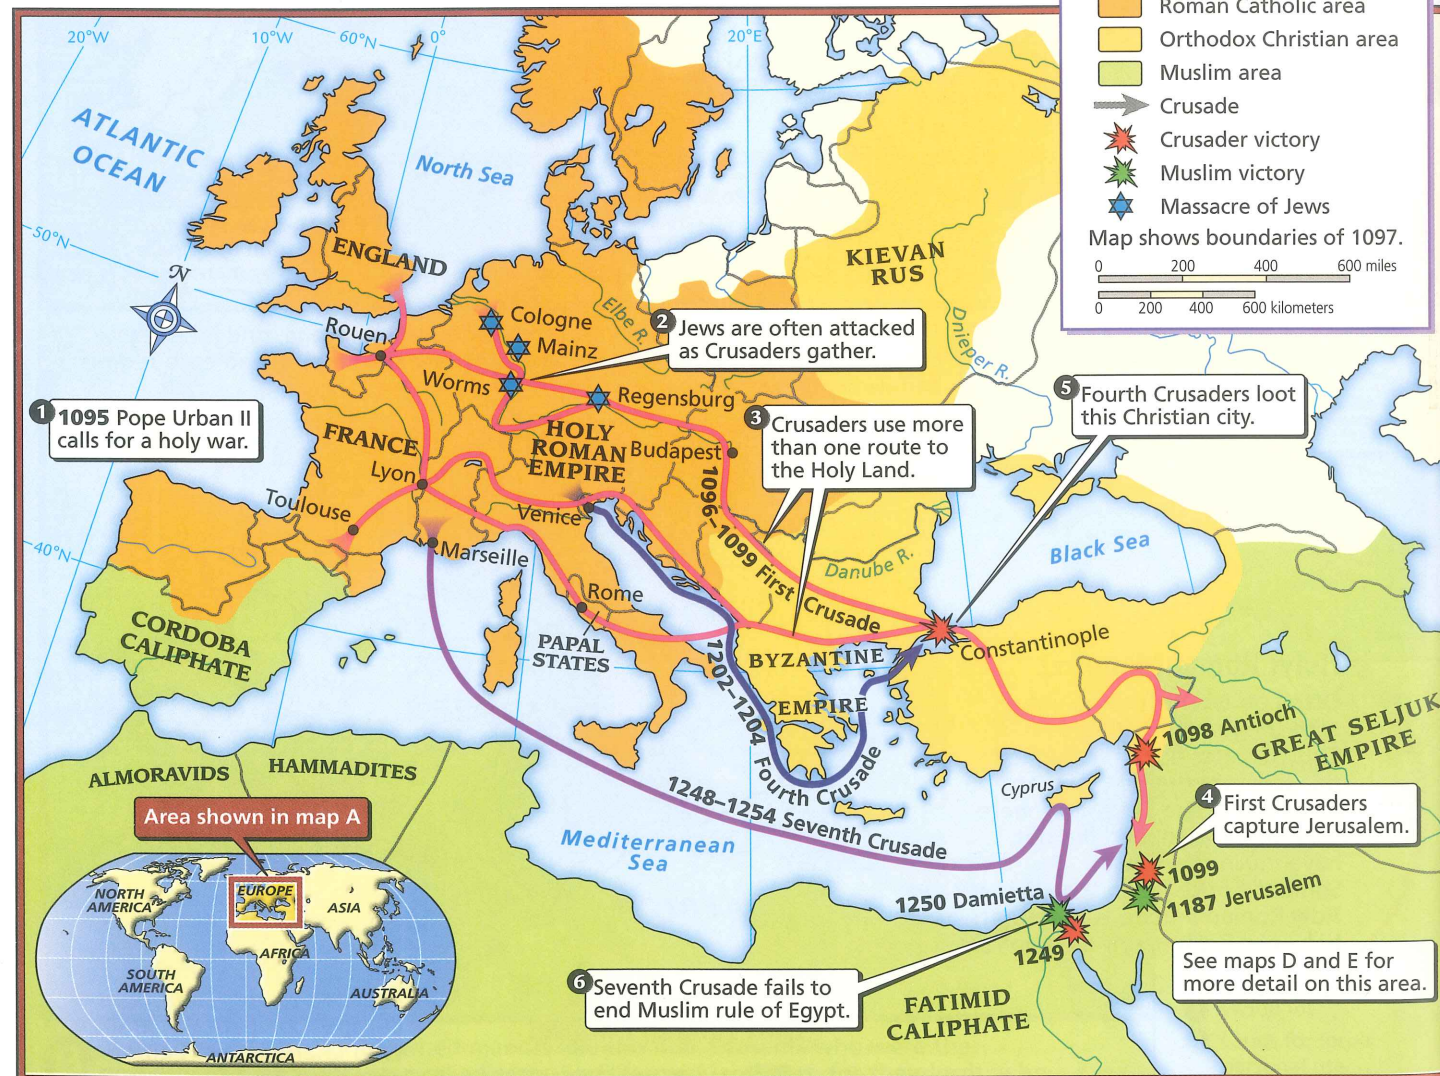 Roman Catholic area
Orthodox Christian area
Muslim area
Crusade
Crusader victory
Muslim victory
Massacre of Jews
Map shows boundaries of 1097.
0 200 400 600 miles
0 200 400 600 kilometers
20°W
10°W
60°N
0°
20°E
50°N
40°N
ATLANTIC
OCEAN
North Sea
N
ENGLAND
KIEVAN
RUS
Rouen
Cologne
Mainz
Worms
Elbe R.
Dnieper R.
Regensburg
2 Jews are often attacked
as Crusaders gather.
1 1095 Pope Urban II
calls for a holy war.
3 Crusaders use more
than one route to
the Holy Land.
5 Fourth Crusaders loot
this Christian city.
FRANCE
HOLY
ROMAN
EMPIRE
Budapest
Lyon
Toulouse
Venice
Marseille
1096–1099 First Crusade
Danube R.
Black Sea
Rome
PAPAL
STATES
CORDOBA
CALIPHATE
BYZANTINE
EMPIRE
Constantinople
1202–1204 Fourth Crusade
1098 Antioch
GREAT SELJUK
EMPIRE
ALMORAVIDS
HAMMADITES
1248–1254 Seventh Crusade
Cyprus
Mediterranean
Sea
4 First Crusaders
capture Jerusalem.
1099
1187 Jerusalem
1250 Damietta
1249
6 Seventh Crusade fails to
end Muslim rule of Egypt.
FATIMID
CALIPHATE
See maps D and E for
more detail on this area.
Area shown in map A
NORTH
AMERICA
EUROPE
ASIA
AFRICA
SOUTH
AMERICA
AUSTRALIA
ANTARCTICA